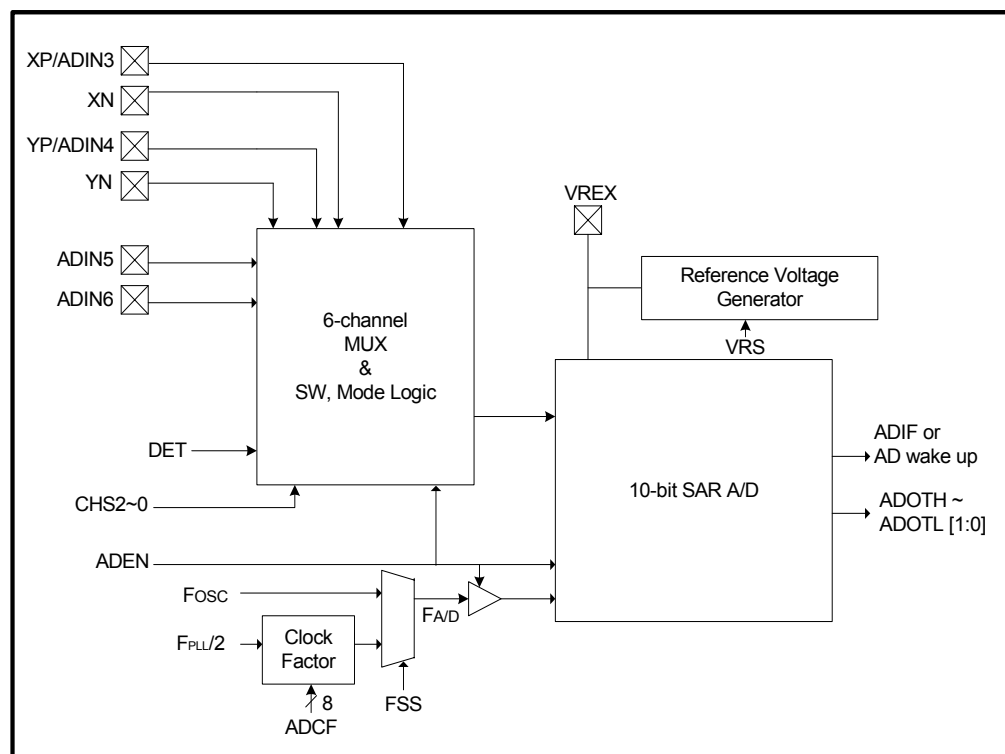 XP/ADIN3
XN
YP/ADIN4
YN
VREX
ADIN5
ADIN6
Reference Voltage
Generator
6-channel
MUX
&
SW, Mode Logic
VRS
DET
ADIF or
AD wake up
10-bit SAR A/D
CHS2~0
ADOTH ~
ADOTL [1:0]
ADEN
FOSC
FA/D
FPLL/2
Clock
Factor
8
FSS
ADCF